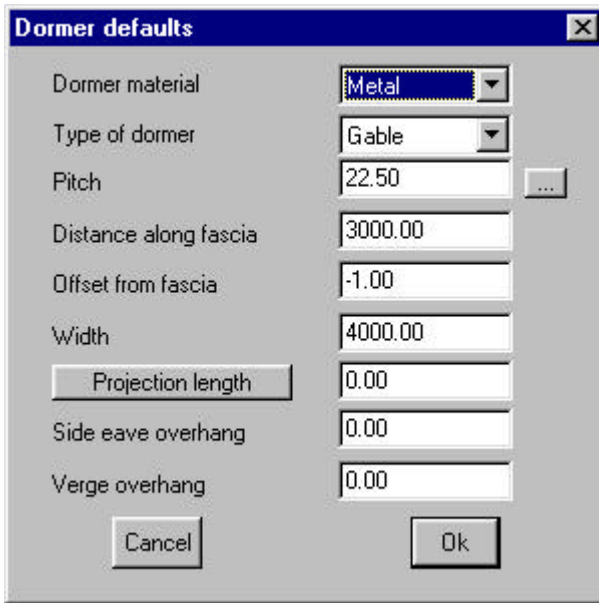 Dormer defaults
Dormer material Metal
Type of dormer Gable
Pitch 22.50 ...
Distance along fascia 3000.00
Offset from fascia -1.00
Width 4000.00
Projection length 0.00
Side eave overhang 0.00
Verge overhang 0.00
Cancel Ok